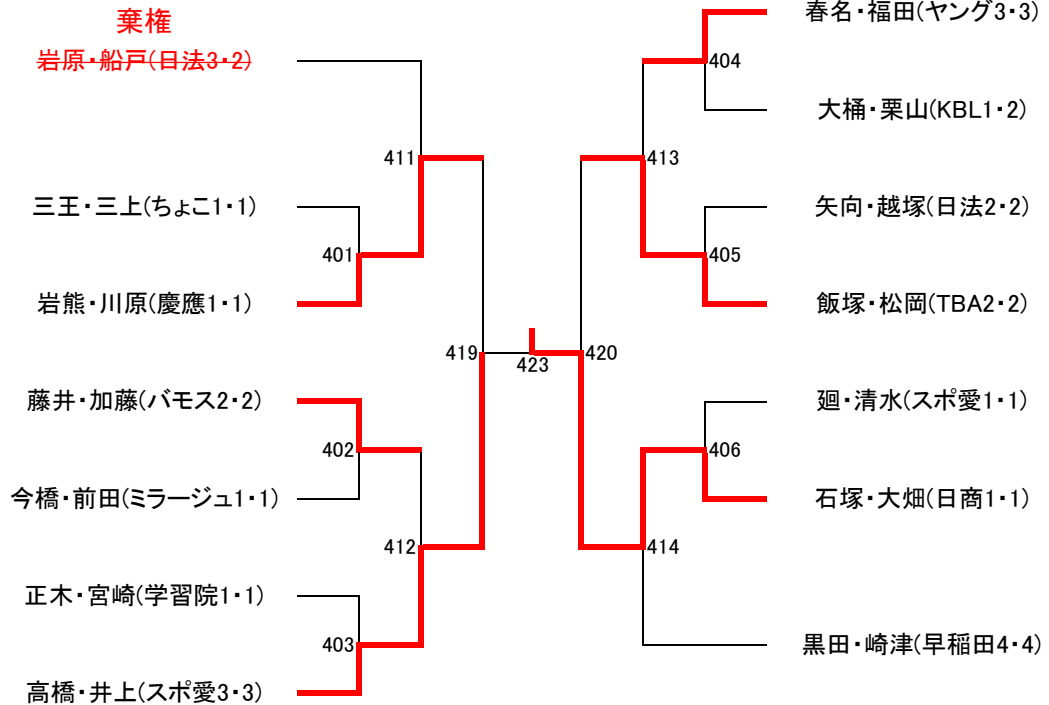 棄権
岩原・船戸(日法3・2)
三王・三上(ちょこ1・1)
岩熊・川原(慶應1・1)
藤井・加藤(バモス2・2)
今橋・前田(ミラージュ1・1)
正木・宮崎(学習院1・1)
高橋・井上(スポ愛3・3)
411
401
402
412
403
419
423
420
404
413
405
406
414
春名・福田(ヤング3・3)
大桶・栗山(KBL1・2)
矢向・越塚(日法2・2)
飯塚・松岡(TBA2・2)
廻・清水(スポ愛1・1)
石塚・大畑(日商1・1)
黒田・崎津(早稲田4・4)